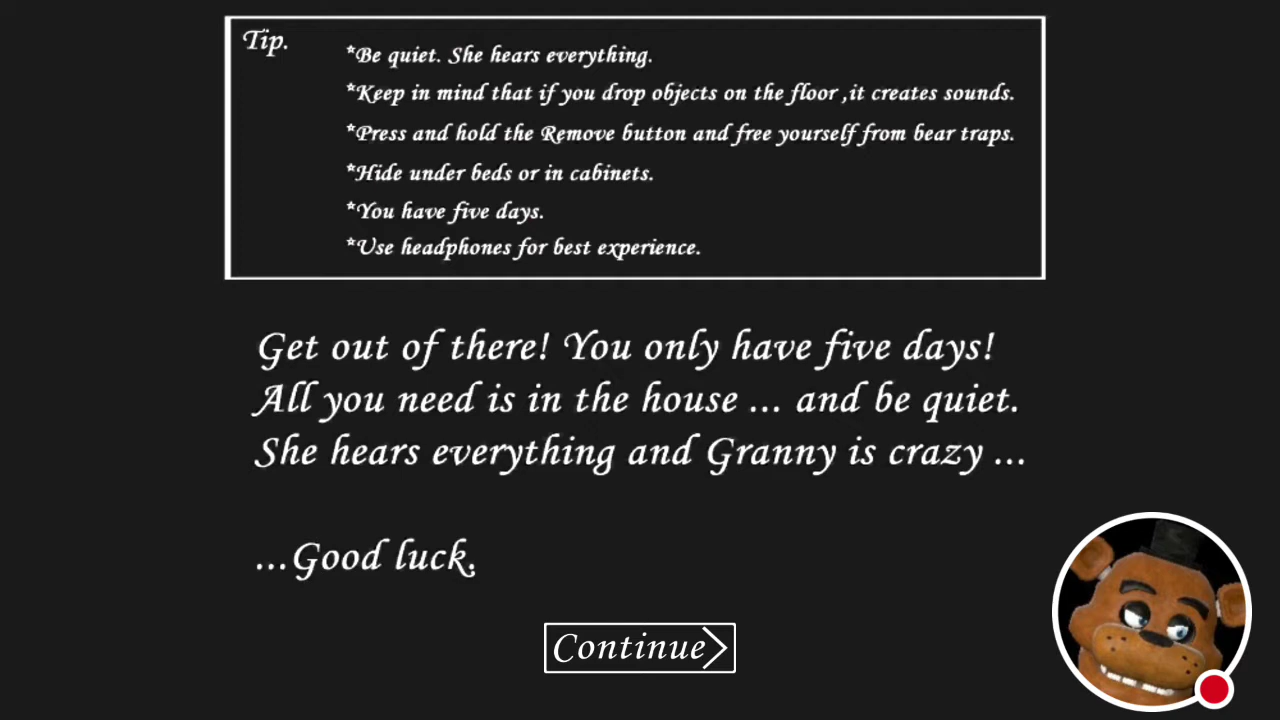 Tip.
*Be quiet. She hears everything.
*Keep in mind that if you drop objects on the floor ,it creates sounds.
*Press and hold the Remove button and free yourself from bear traps.
*Hide under beds or in cabinets.
*You have five days.
*Use headphones for best experience.
Get out of there! You only have five days!
All you need is in the house ... and be quiet.
She hears everything and Granny is crazy ...
...Good luck.
Continue